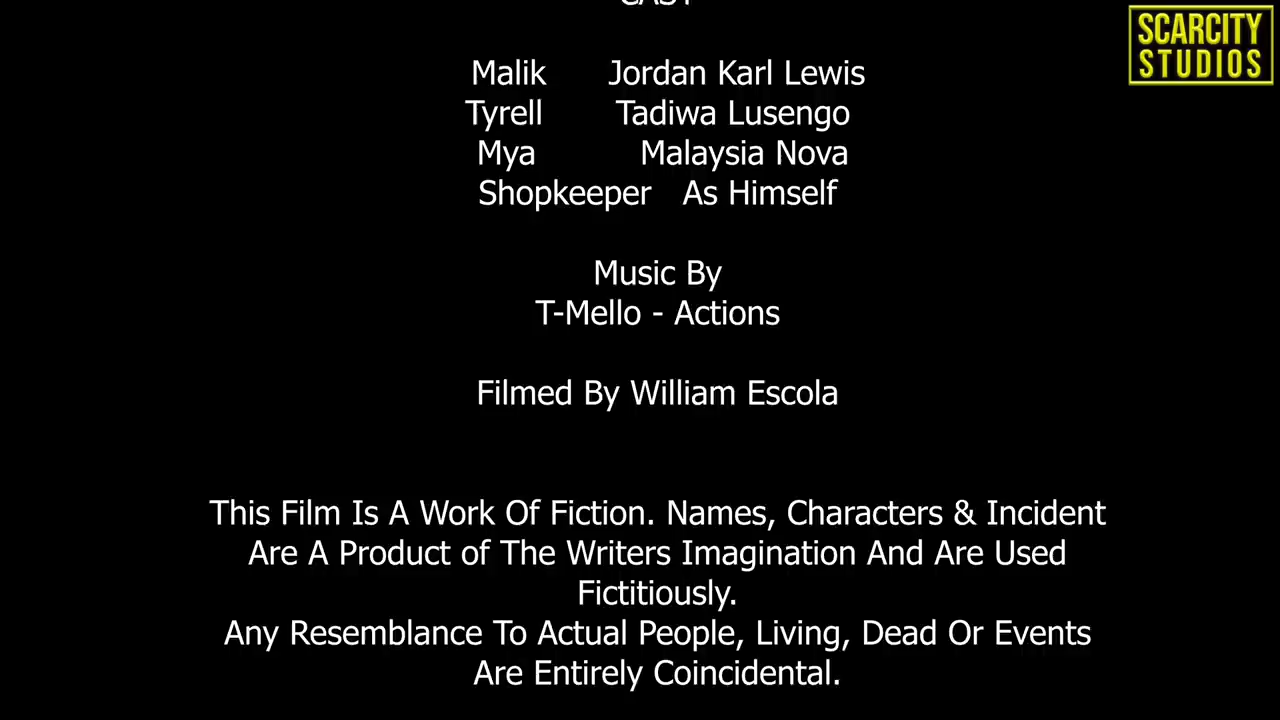 CAST
SCARCITY
STUDIOS
Malik Jordan Karl Lewis
Tyrell Tadiwa Lusengo
Mya Malaysia Nova
Shopkeeper As Himself
Music By
T-Mello - Actions
Filmed By William Escola
This Film Is A Work Of Fiction. Names, Characters & Incident
Are A Product of The Writers Imagination And Are Used
Fictitiously.
Any Resemblance To Actual People, Living, Dead Or Events
Are Entirely Coincidental.